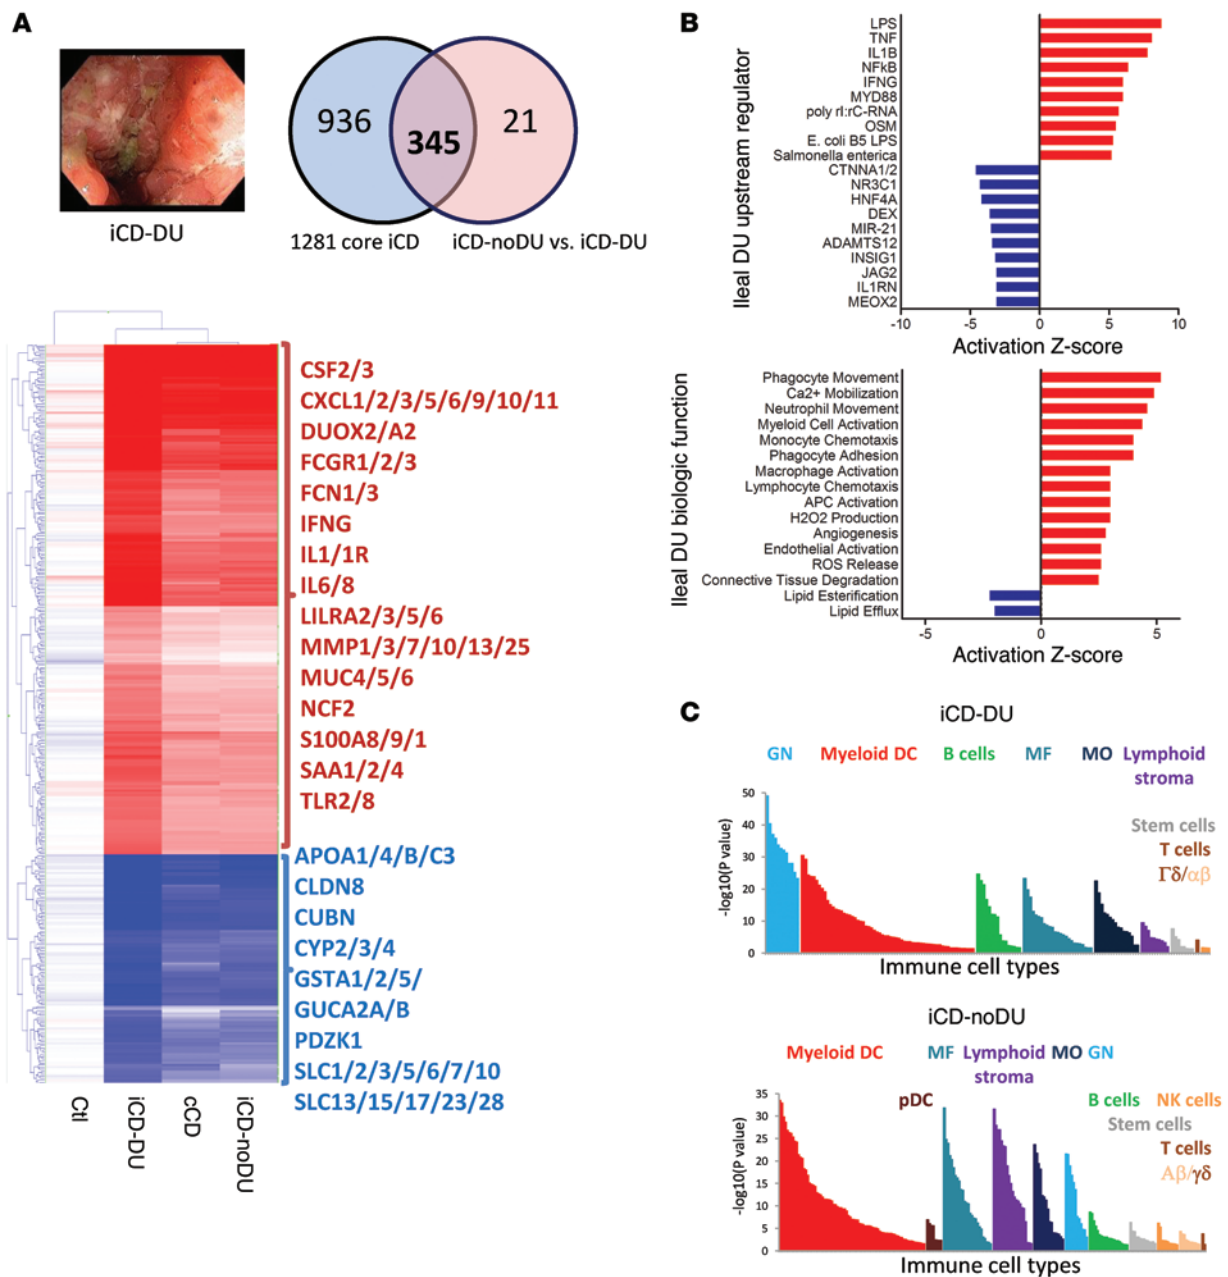 A
936
345
21
iCD-DU
1281 core iCD
iCD-noDU vs. iCD-DU
CSF2/3
CXCL1/2/3/5/6/9/10/11
DUOX2/A2
FCGR1/2/3
FCN1/3
IFNG
IL1/1R
IL6/8
LILRA2/3/5/6
MMP1/3/7/10/13/25
MUC4/5/6
NCF2
S100A8/9/1
SAA1/2/4
TLR2/8
APOA1/4/B/C3
CLDN8
CUBN
CYP2/3/4
GSTA1/2/5/
GUCA2A/B
PDZK1
SLC1/2/3/5/6/7/10
SLC13/15/17/23/28
Ctl
iCD-DU
cCD
iCD-noDU
B
Ileal DU upstream regulator
LPS
TNF
IL1B
NFkB
IFNG
MYD88
poly rI:rC-RNA
OSM
E. coli B5 LPS
Salmonella enterica
CTNNA1/2
NR3C1
HNF4A
DEX
MIR-21
ADAMTS12
INSIG1
JAG2
IL1RN
MEOX2
-10 -5 0 5 10
Activation Z-score
Ileal DU biologic function
Phagocyte Movement
Ca2+ Mobilization
Neutrophil Movement
Myeloid Cell Activation
Monocyte Chemotaxis
Phagocyte Adhesion
Macrophage Activation
Lymphocyte Chemotaxis
APC Activation
H2O2 Production
Angiogenesis
Endothelial Activation
ROS Release
Connective Tissue Degradation
Lipid Esterification
Lipid Efflux
-5 0 5
Activation Z-score
C
iCD-DU
GN Myeloid DC B cells MF MO Lymphoid
stroma
Stem cells
T cells
Γδ/αβ
-log10(P value)
50
40
30
20
10
0
Immune cell types
iCD-noDU
Myeloid DC MF Lymphoid MO GN
stroma
pDC B cells NK cells
Stem cells
T cells
Aβ/γδ
-log10(P value)
35
30
25
20
15
10
5
0
Immune cell types